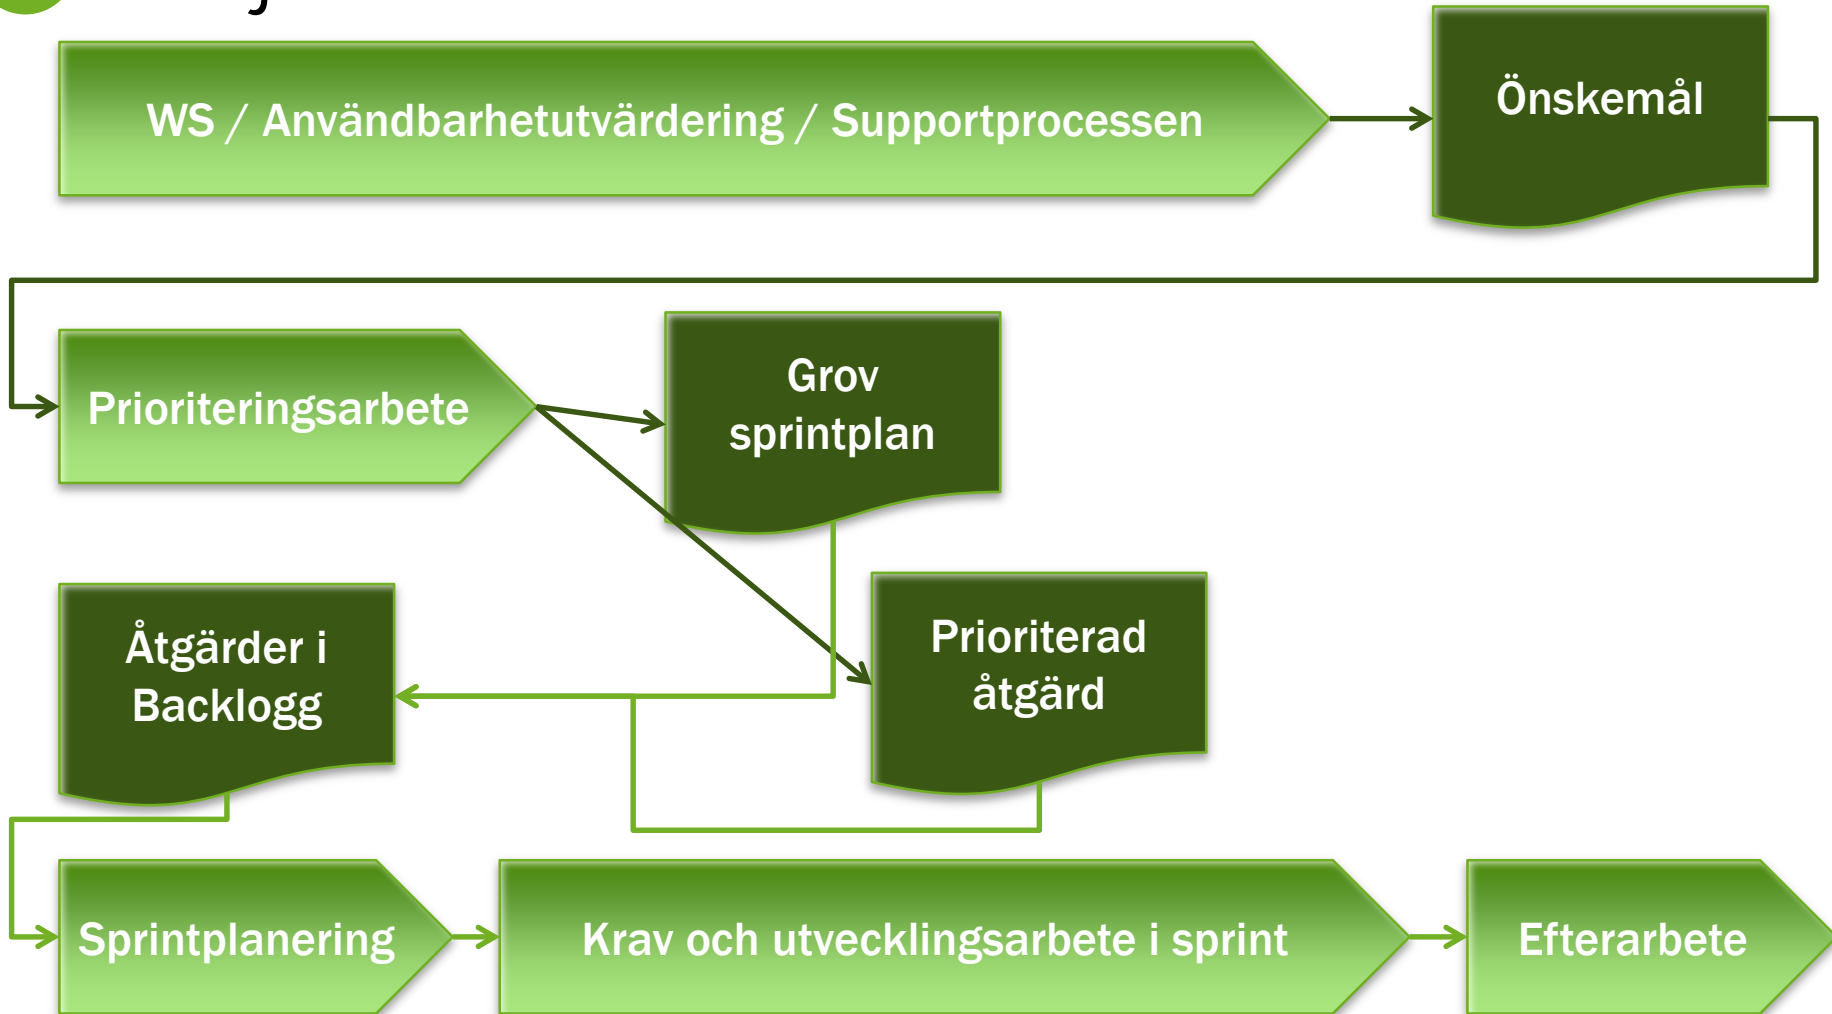 WS / Användbarhetutvärdering / Supportprocessen
Önskemål
Prioriteringsarbete
Grov
sprintplan
Åtgärder i
Backlogg
Prioriterad
åtgärd
Sprintplanering
Krav och utvecklingsarbete i sprint
Efterarbete